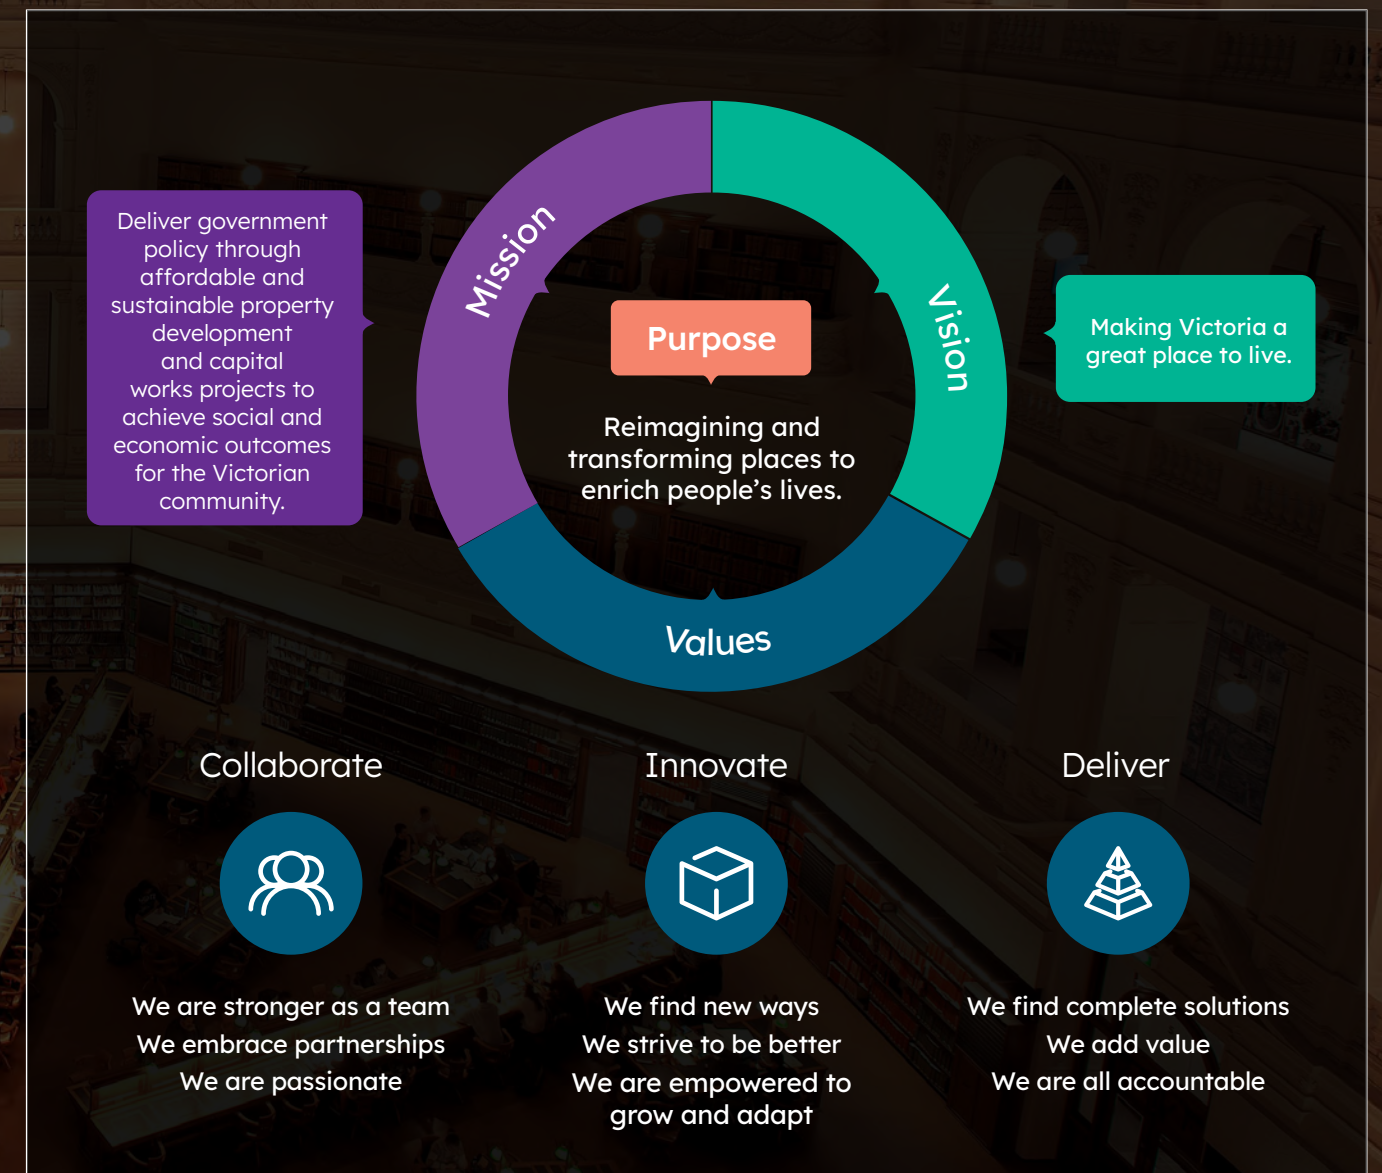 Mission
Vision
Values
Deliver government
policy through
affordable and
sustainable property
development
and capital
works projects to
achieve social and
economic outcomes
for the Victorian
community.
Purpose
Reimagining and
transforming places to
enrich people’s lives.
Making Victoria a
great place to live.
Collaborate
We are stronger as a team
We embrace partnerships
We are passionate
Innovate
We find new ways
We strive to be better
We are empowered to
grow and adapt
Deliver
We find complete solutions
We add value
We are all accountable